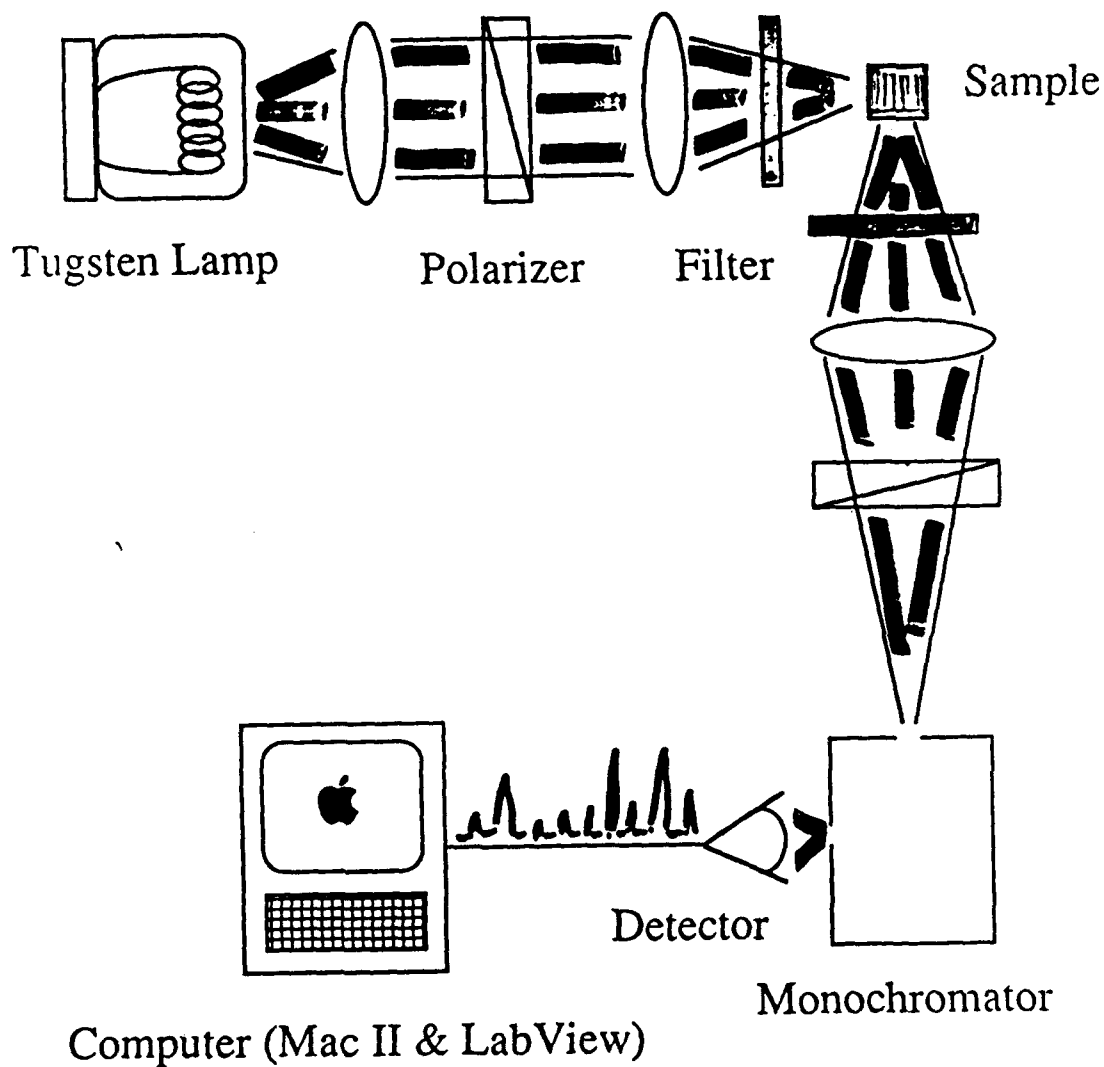 Sample
Tugsten Lamp
Polarizer
Filter
Detector
Monochromator
Computer (Mac II & LabView)